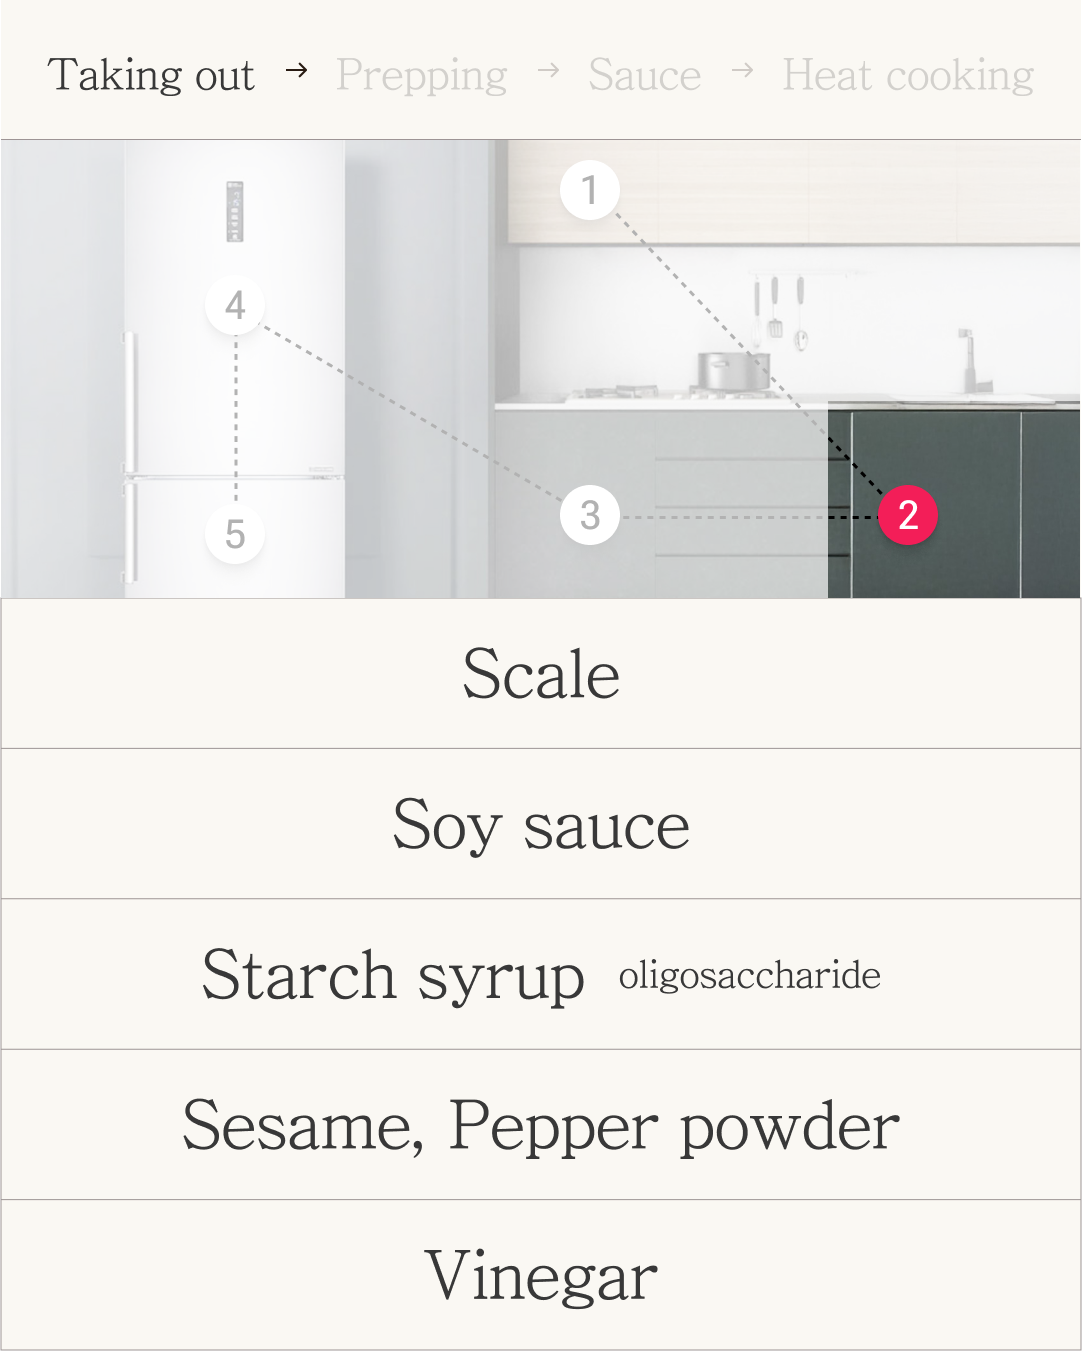 Taking out → Prepping → Sauce → Heat cooking
1
4
2
3
5
Scale
Soy sauce
Starch syrup oligosaccharide
Sesame, Pepper powder
Vinegar